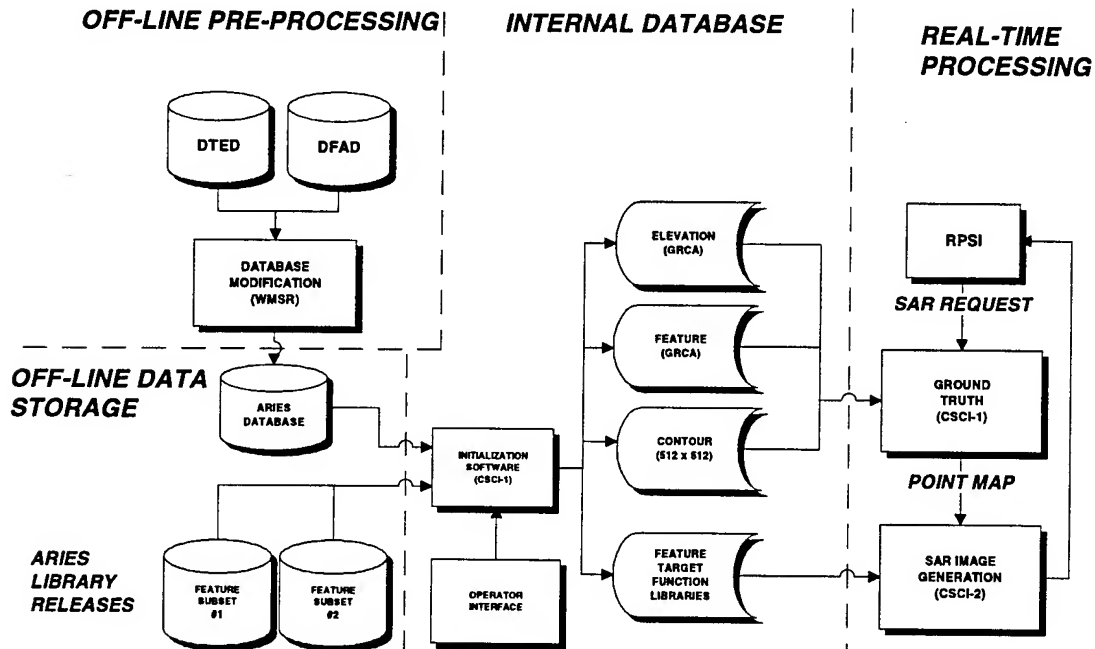 OFF-LINE PRE-PROCESSING
INTERNAL DATABASE
REAL-TIME
PROCESSING
DTED
DFAD
DATABASE
MODIFICATION
(WMSR)
OFF-LINE DATA
STORAGE
ARIES
DATABASE
ARIES
LIBRARY
RELEASES
FEATURE
SUBSET
#1
FEATURE
SUBSET
#2
INITIALIZATION
SOFTWARE
(CSCI-1)
OPERATOR
INTERFACE
ELEVATION
(GRCA)
FEATURE
(GRCA)
CONTOUR
(512 x 512)
FEATURE
TARGET
FUNCTION
LIBRARIES
RPSI
SAR REQUEST
GROUND
TRUTH
(CSCI-1)
POINT MAP
SAR IMAGE
GENERATION
(CSCI-2)